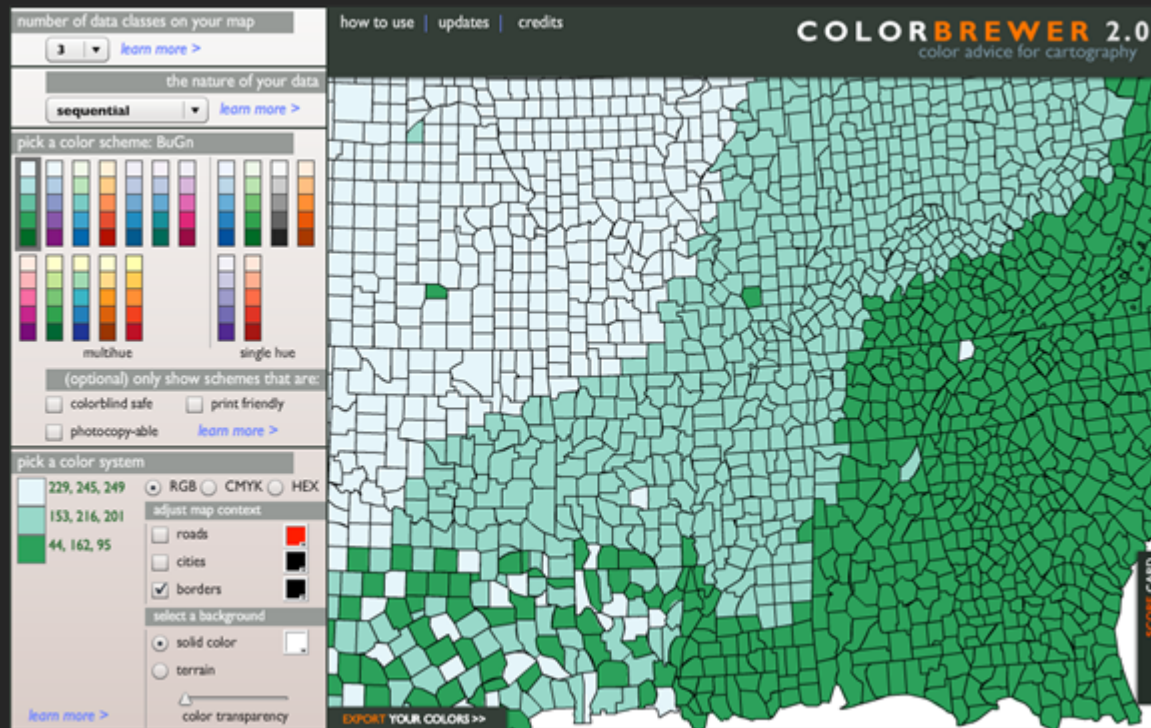 number of data classes on your map
3
learn more >
the nature of your data
sequential
learn more >
pick a color scheme: BuGn
multihue
single hue
(optional) only show schemes that are:
colorblind safe
print friendly
photocopy-able
learn more >
pick a color system
229, 245, 249
153, 216, 201
44, 162, 95
RGB
CMYK
HEX
adjust map context
roads
cities
borders
select a background
solid color
terrain
color transparency
learn more >
how to use | updates | credits
COLORBREWER 2.0
color advice for cartography
SCORE CARD
EXPORT YOUR COLORS >>